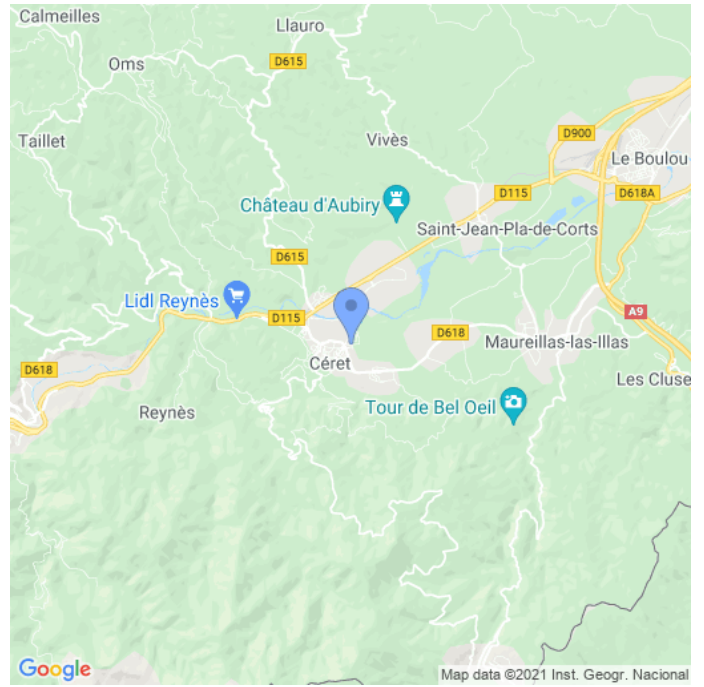 Calmeilles
Llauro
Oms
D615
Taillet
Vivès
D900
Le Boulou
D115
D618A
Château d'Aubiry
Saint-Jean-Pla-de-Corts
D615
Lidl Reynès
D115
D618
A9
Maureillas-las-Illas
Céret
D618
Les Cluse
Reynès
Tour de Bel Oeil
Google
Map data ©2021 Inst. Geogr. Nacional